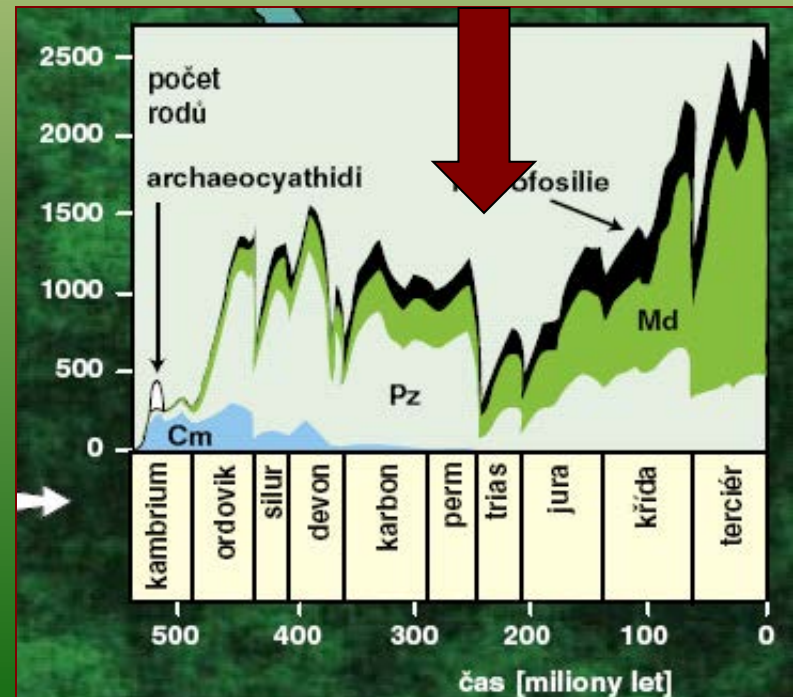 2500
2000
1500
1000
500
0
počet
rodů
archaeocyathidi
ofosilie
Cm
Pz
Md
kambrium
ordovik
silur
devon
karbon
perm
trias
jura
křída
terciér
500 400 300 200 100 0
čas [miliony let]